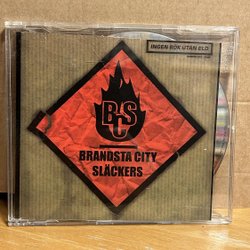 INGEN RÖK UTAN ELD
BCS
BRANDSTA CITY
SLÄCKERS